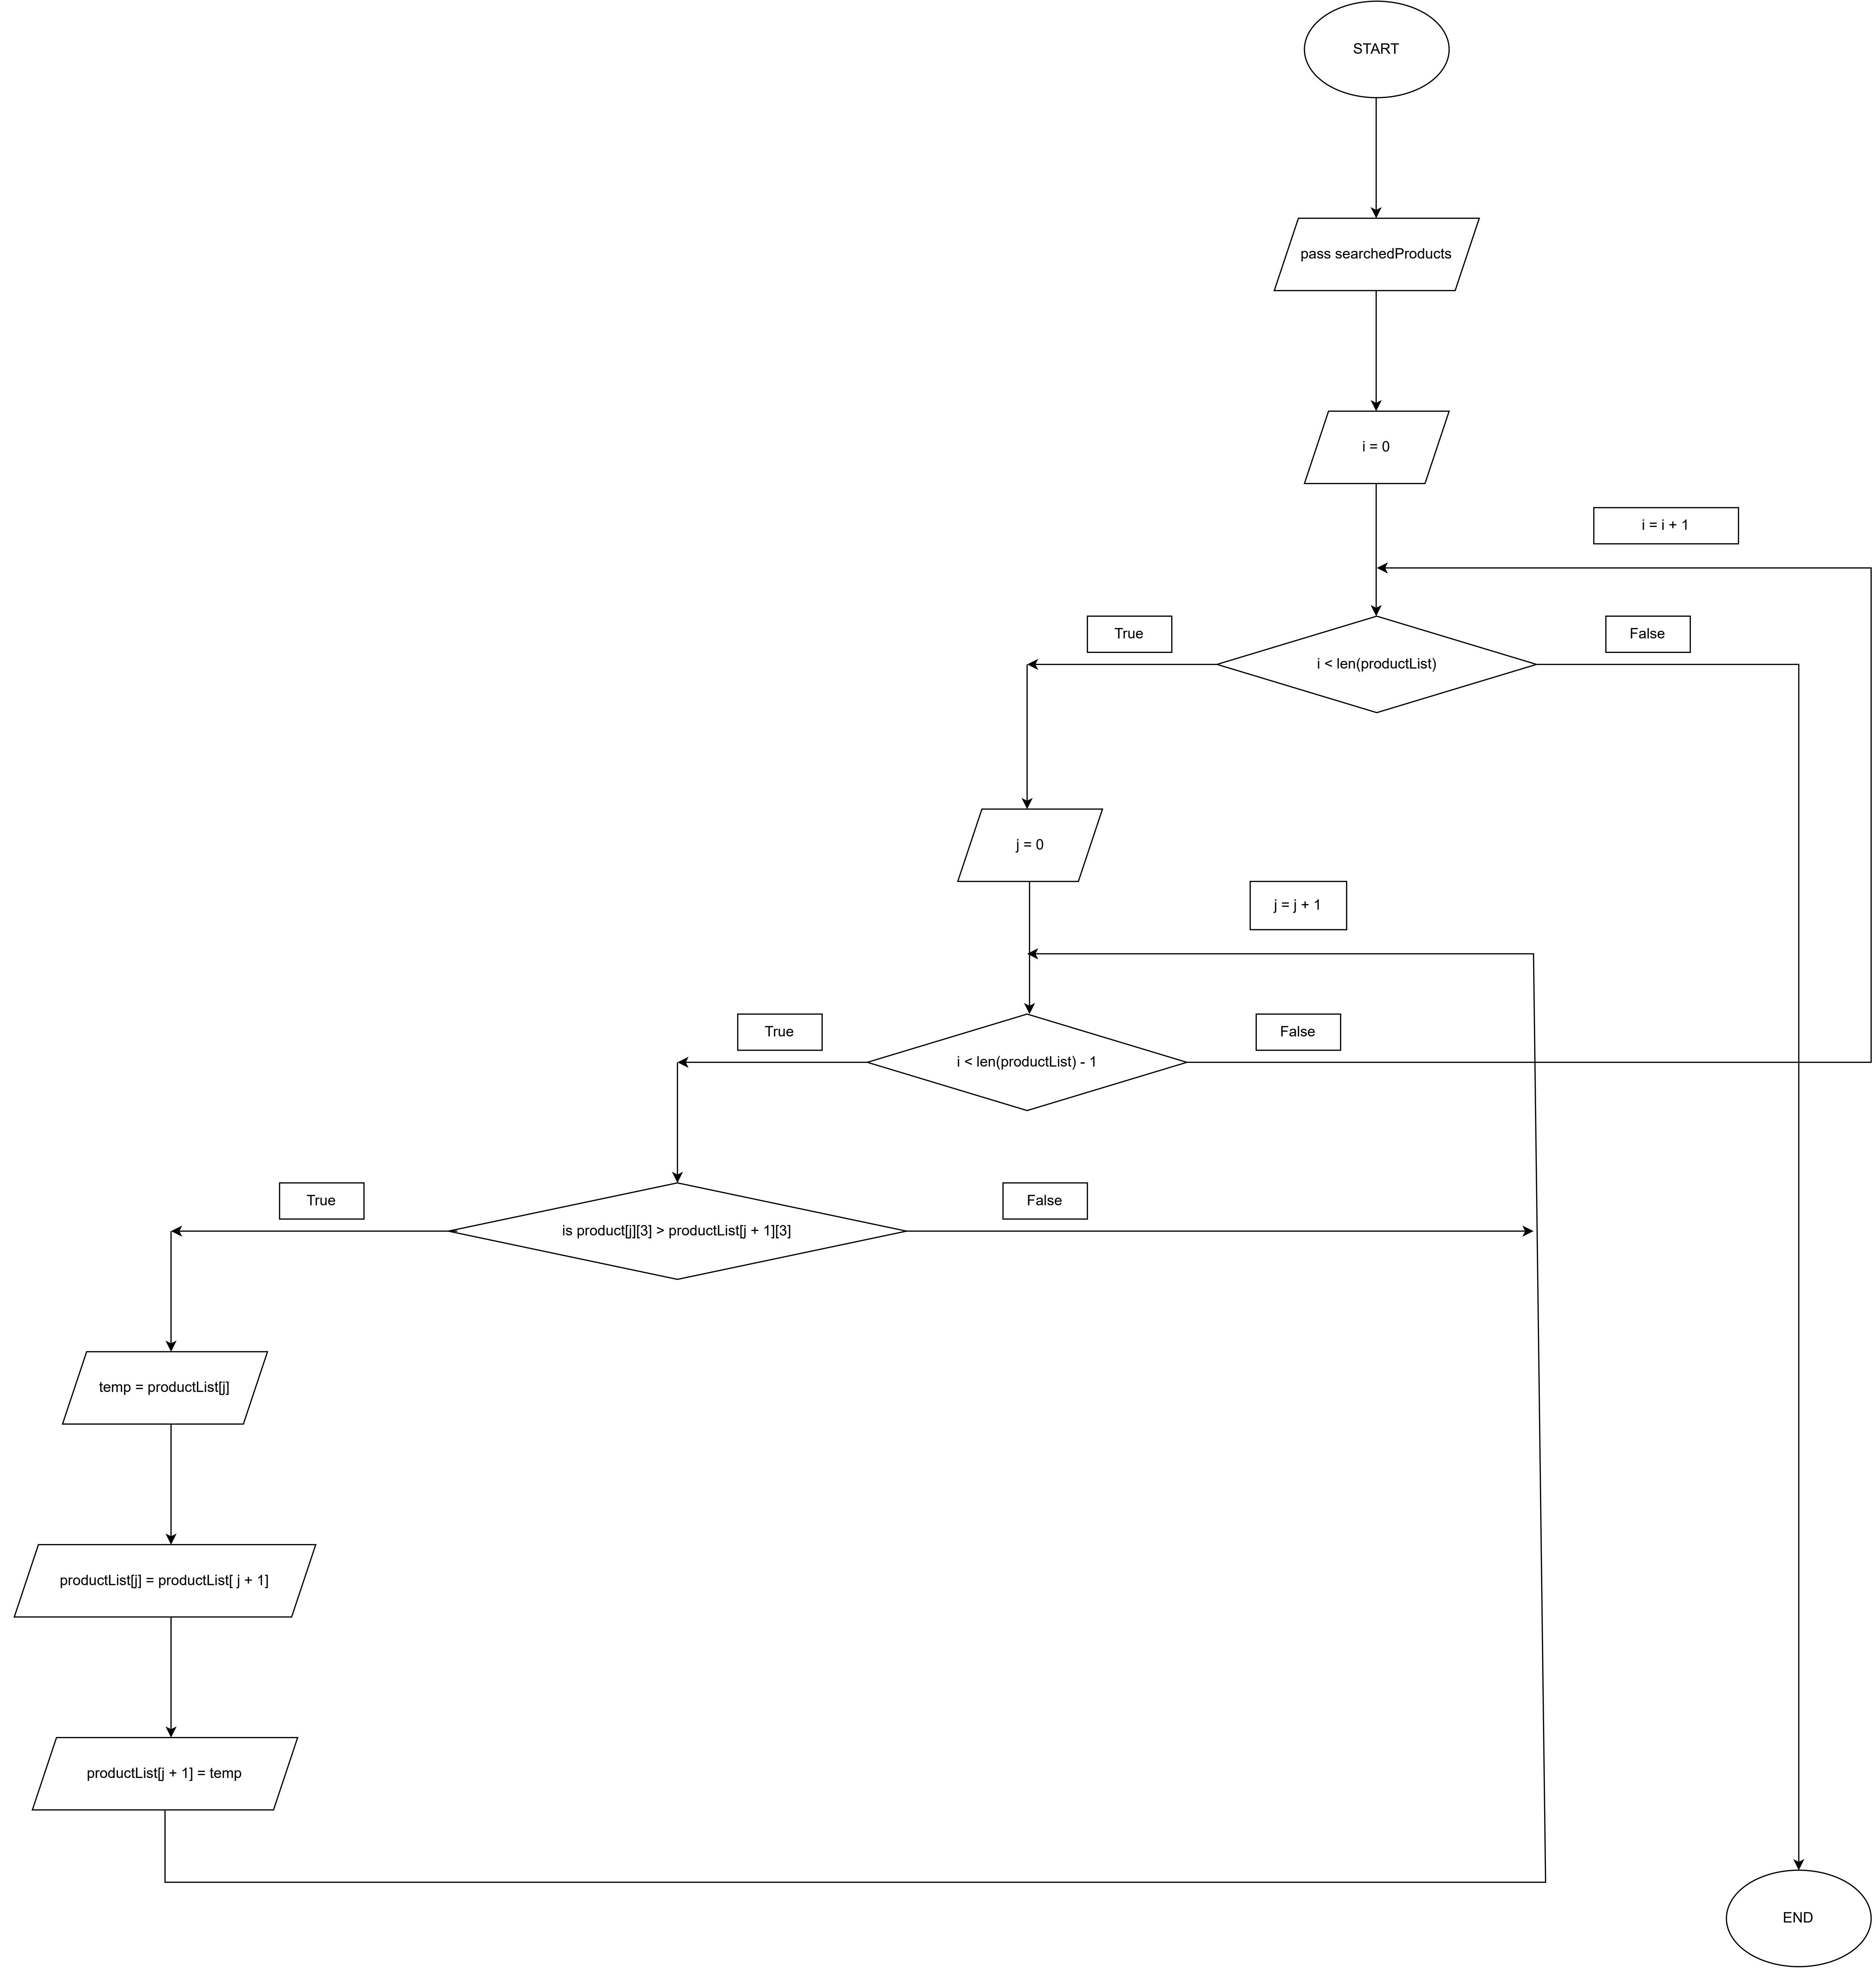 START
pass searchedProducts
i = 0
i = i + 1
True
False
i < len(productList)
j = 0
j = j + 1
True
False
i < len(productList) - 1
True
False
is product[j][3] > productList[j + 1][3]
temp = productList[j]
productList[j] = productList[ j + 1]
productList[j + 1] = temp
END